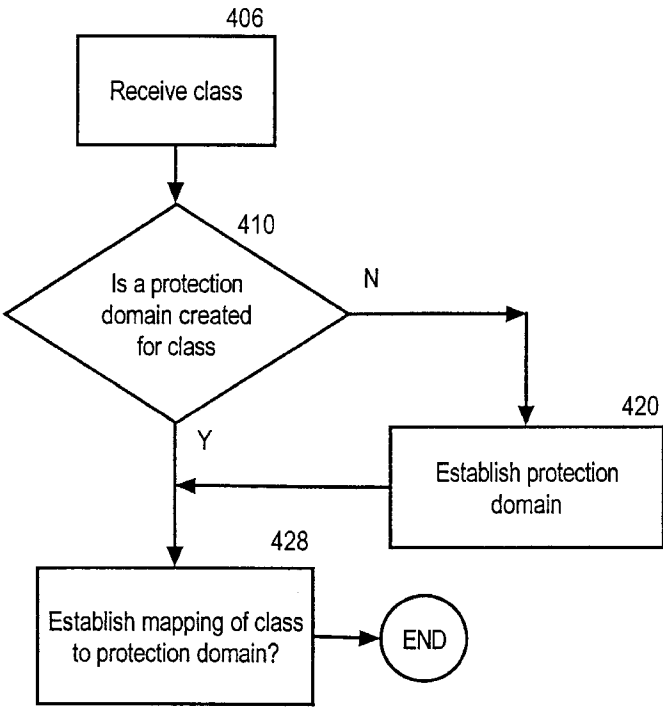 406
Receive class
410
Is a protection
domain created
for class
N
Y
420
Establish protection
domain
428
Establish mapping of class
to protection domain?
END